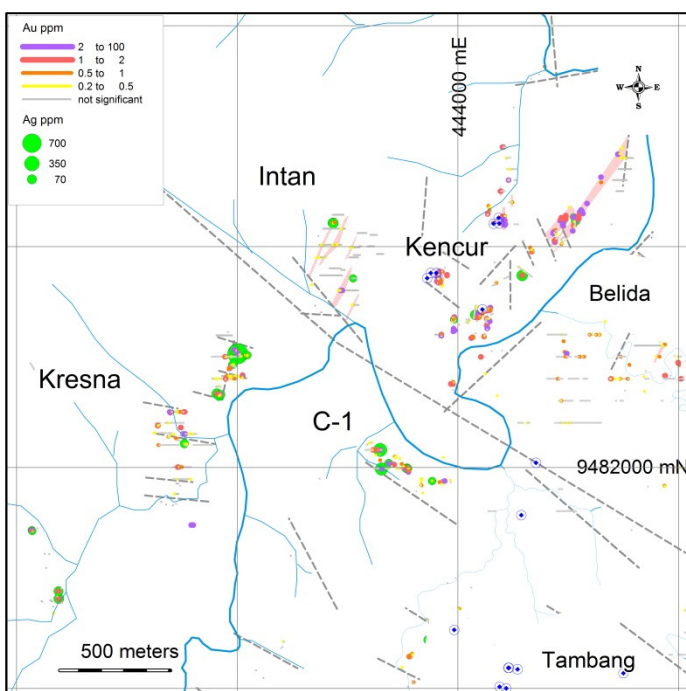 Au ppm
2 to 100
1 to 2
0.5 to 1
0.2 to 0.5
not significant
Ag ppm
700
350
70
444000 mE
N
W E
S
Intan
Kencur
Belida
Kresna
C-1
9482000 mN
500 meters
Tambang